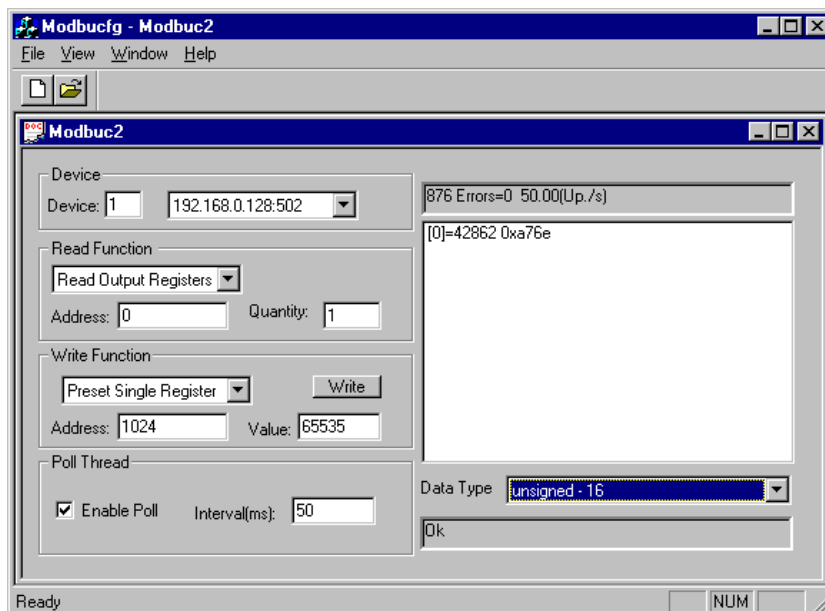 Modbucfg - Modbuc2
File View Window Help
Modbuc2
Device
Device: 1 192.168.0.128:502
Read Function
Read Output Registers
Address: 0 Quantity: 1
Write Function
Preset Single Register Write
Address: 1024 Value: 65535
Poll Thread
Enable Poll Interval(ms): 50
876 Errors=0 50.00(Up./s)
[0]=42862 0xa76e
Data Type unsigned - 16
Ok
Ready NUM